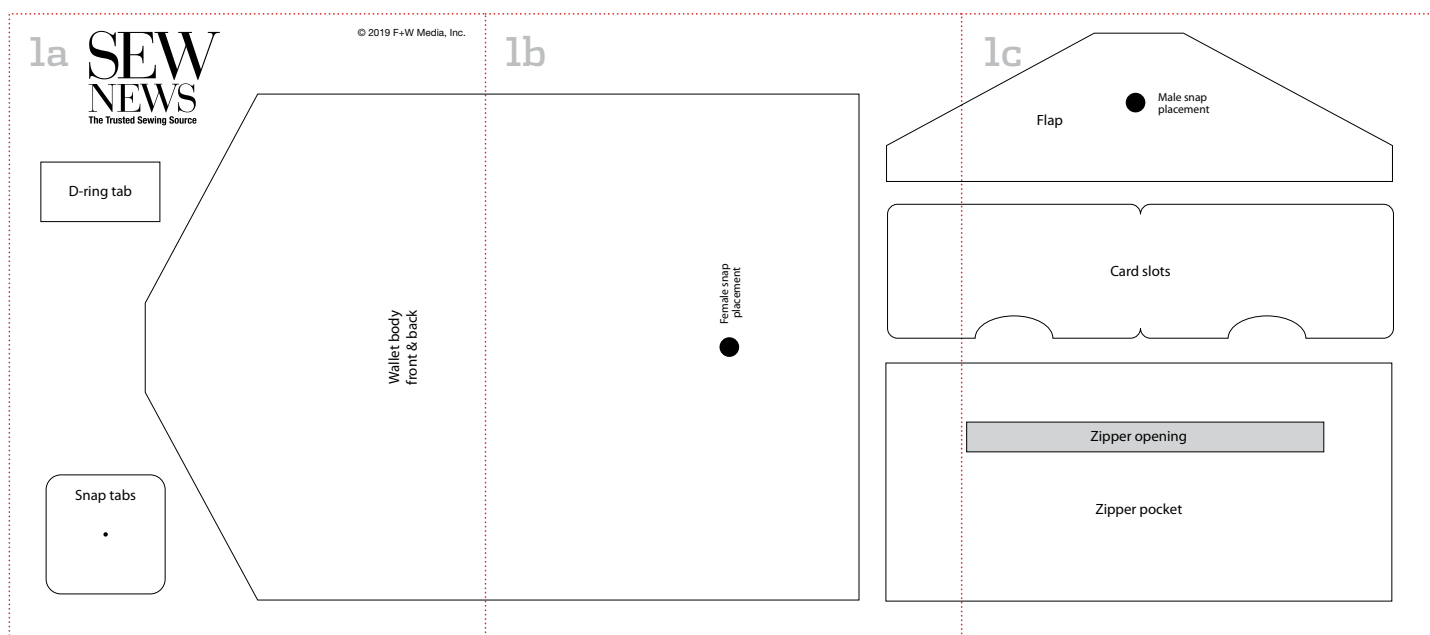 1a
SEW
NEWS
The Trusted Sewing Source
© 2019 F+W Media, Inc.
D-ring tab
Snap tabs
Wallet body
front & back
1b
Female snap
placement
1c
Flap
Male snap
placement
Card slots
Zipper opening
Zipper pocket